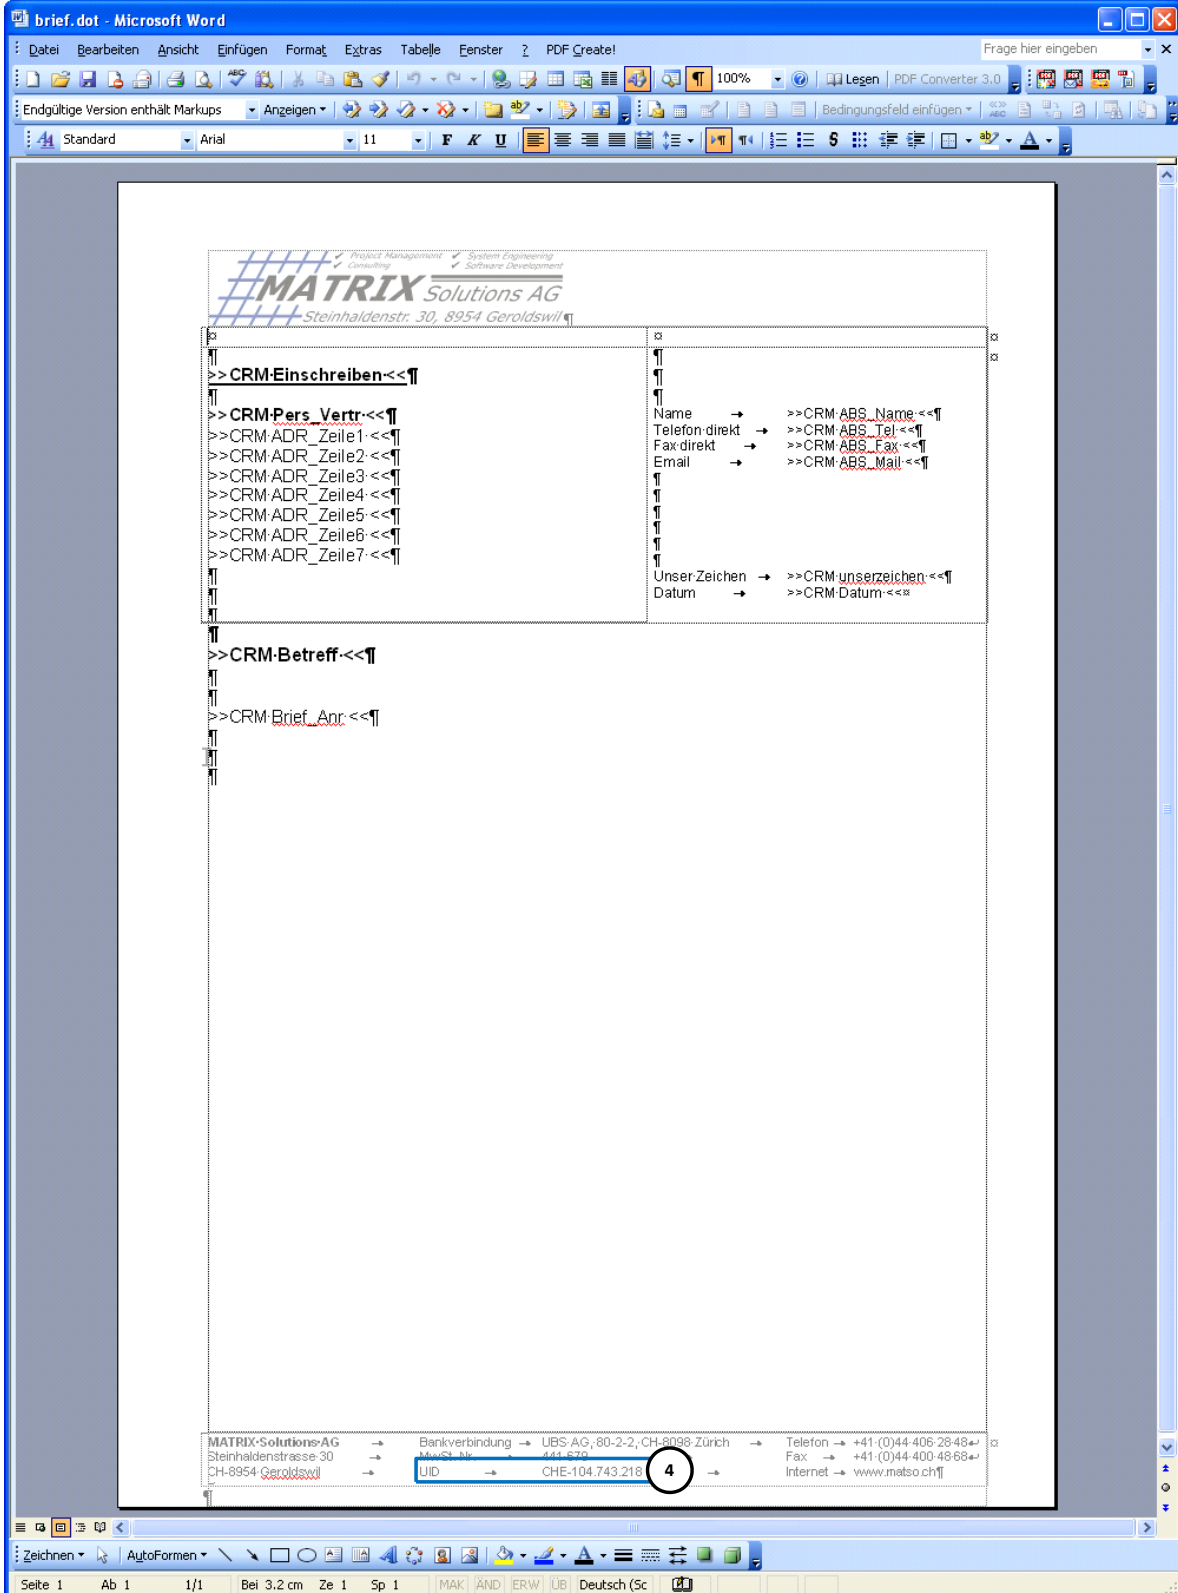 brief.dot - Microsoft Word
Datei Bearbeiten Ansicht Einfügen Format Extras Tabelle Fenster ? PDF Create! Frage hier eingeben
100% Lesen PDF Converter 3.0
Endgültige Version enthält Markups Anzeigen Bedingungsfeld einfügen
Standard Arial 11 F K U
Project Management System Engineering
Consulting Software Development
MATRIX Solutions AG
Steinhaldenstr. 30, 8954 Geroldswil¶
¤ ¤ ¤
¶ ¶ ¤
>>CRM·Einschreiben·<<¶ ¶
¶ ¶
>>CRM·Pers_Vertr·<<¶ Name → >>CRM·ABS_Name·<<¶
>>CRM·ADR_Zeile1·<<¶ Telefon·direkt → >>CRM·ABS_Tel·<<¶
>>CRM·ADR_Zeile2·<<¶ Fax·direkt → >>CRM·ABS_Fax·<<¶
>>CRM·ADR_Zeile3·<<¶ Email → >>CRM·ABS_Mail·<<¶
>>CRM·ADR_Zeile4·<<¶ ¶
>>CRM·ADR_Zeile5·<<¶ ¶
>>CRM·ADR_Zeile6·<<¶ ¶
>>CRM·ADR_Zeile7·<<¶ ¶
¶ Unser·Zeichen → >>CRM·unserzeichen·<<¶
¶ Datum → >>CRM·Datum·<<¤
¶
¶
>>CRM·Betreff·<<¶
¶
¶
>>CRM·Brief_Anr·<<¶
¶
¶
¶
MATRIX·Solutions·AG → Bankverbindung → UBS·AG,·80-2-2,·CH-8098·Zürich → Telefon → +41·(0)44·406·28·48↵ ¤
Steinhaldenstrasse·30 → MwSt.·Nr. → 441·679 Fax → +41·(0)44·400·48·68↵
CH-8954·Geroldswil → UID → CHE-104.743.218 4 → Internet → www.matso.ch¶
¶
Zeichnen AutoFormen
Seite 1 Ab 1 1/1 Bei 3.2 cm Ze 1 Sp 1 MAK ÄND ERW ÜB Deutsch (Sc